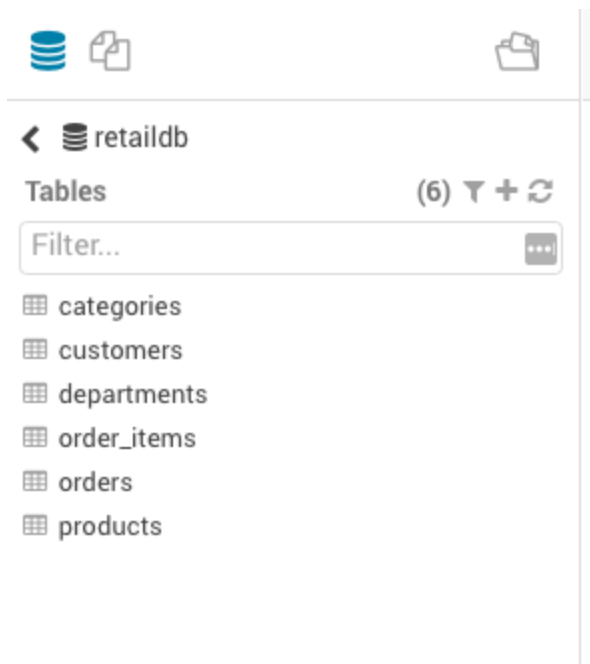 retaildb
Tables (6)
Filter...
categories
customers
departments
order_items
orders
products